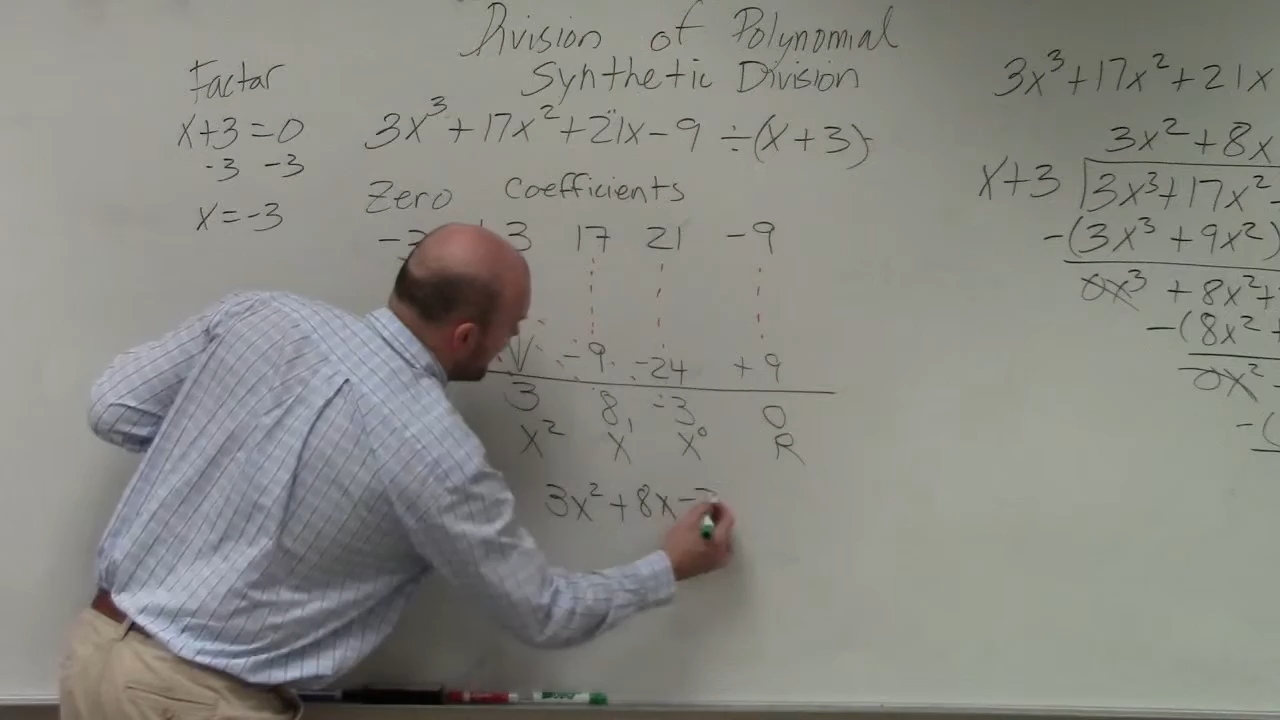 Division of Polynomial
Synthetic Division
Factor
x+3=0
-3 -3
x=-3
3x³+17x²+21x-9 ÷(x+3)
Zero Coefficients
3 17 21 -9
-9 -24 +9
3 8 -3 0
x² x¹ x⁰ R
3x²+8x-
3x³+17x²+21x
3x²+8x
x+3 3x³+17x²
-(3x³+9x²)
0x³+8x²+
-(8x²
0x²
-(